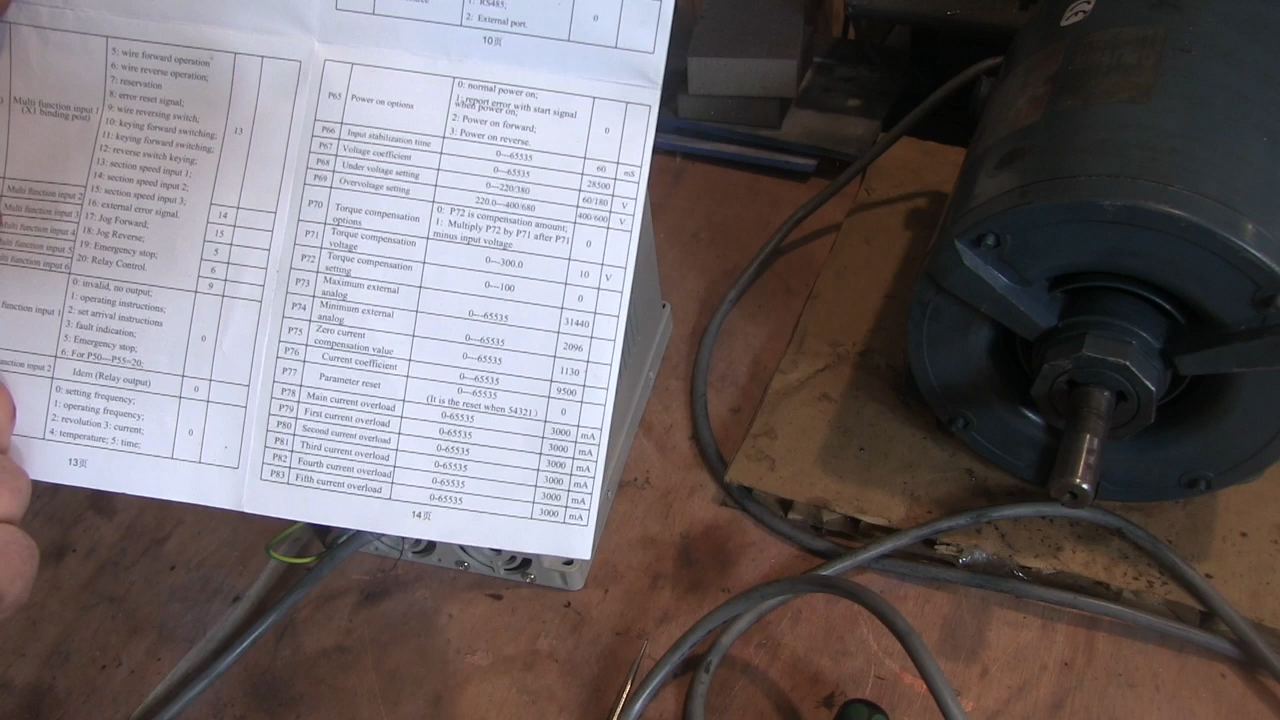 1: RS485;
2: External port.
0
10页
Multi function input 1
(X1 binding post)
5: wire forward operation
6: wire reverse operation;
7: reservation
8: error reset signal;
9: wire reversing switch;
10: keying forward switching;
11: keying forward switching;
12: reverse switch keying;
13: section speed input 1;
14: section speed input 2;
15: section speed input 3;
16: external error signal.
17: Jog Forward;
18: Jog Reverse;
19: Emergency stop;
20: Relay Control.
13
Multi function input 2
14
Multi function input 3
15
Multi function input 4
5
function input 5
6
function input 6
9
function input 1
0: invalid, no output;
1: operating instructions;
2: set arrival instructions
3: fault indication;
5: Emergency stop;
6: For P50—P55=20;
0
input 2
Idem (Relay output)
0
0: setting frequency;
1: operating frequency;
2: revolution 3: current;
4: temperature; 5: time;
0
13页
P65 Power on options
0: normal power on;
1: report error with start signal
when power on;
2: Power on forward;
3: Power on reverse.
0
P66 Input stabilization time 0---65535 60 mS
P67 Voltage coefficient 0---65535 28500
P68 Under voltage setting 0---220/380 60/180 V
P69 Overvoltage setting 220.0---400/680 400/600 V
P70 Torque compensation
options
0: P72 is compensation amount;
1: Multiply P72 by P71 after P71
minus input voltage
0
P71 Torque compensation
voltage
0---300.0 10 V
P72 Torque compensation
setting
0---100 0
P73 Maximum external
analog
0---65535 31440
P74 Minimum external
analog
0---65535 2096
P75 Zero current
compensation value
0---65535 1130
P76 Current coefficient 0---65535 9500
P77 Parameter reset 0---65535
(It is the reset when 54321) 0
P78 Main current overload 0-65535 3000 mA
P79 First current overload 0-65535 3000 mA
P80 Second current overload 0-65535 3000 mA
P81 Third current overload 0-65535 3000 mA
P82 Fourth current overload 0-65535 3000 mA
P83 Fifth current overload 0-65535 3000 mA
14页
CE